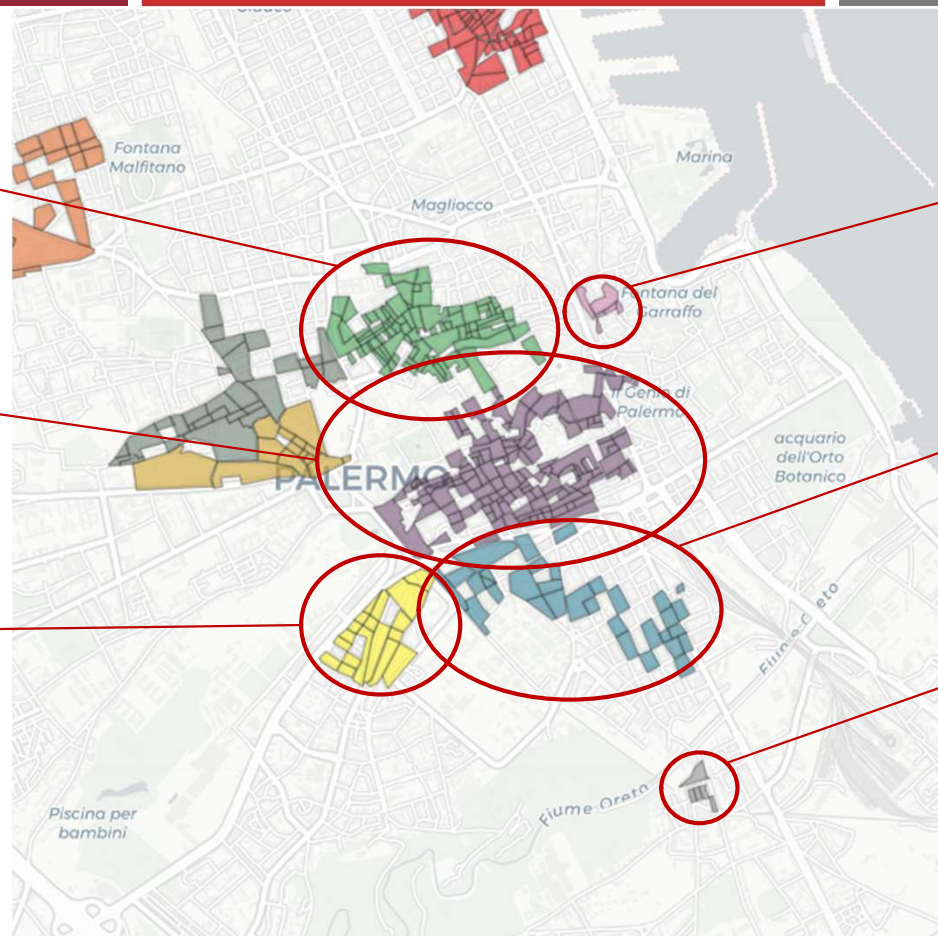 Fontana
Malfitano
Marina
Magliocco
Fontana del
Garraffo
Il Genio di
Palermo
acquario
dell'Orto
Botanico
PALERMO
Fiume Oreto
Fiume Oreto
Piscina per
bambini